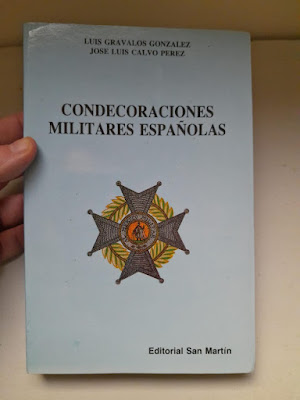 LUIS GRAVALOS GONZALEZ
JOSE LUIS CALVO PEREZ
CONDECORACIONES
MILITARES ESPAÑOLAS
Editorial San Martín